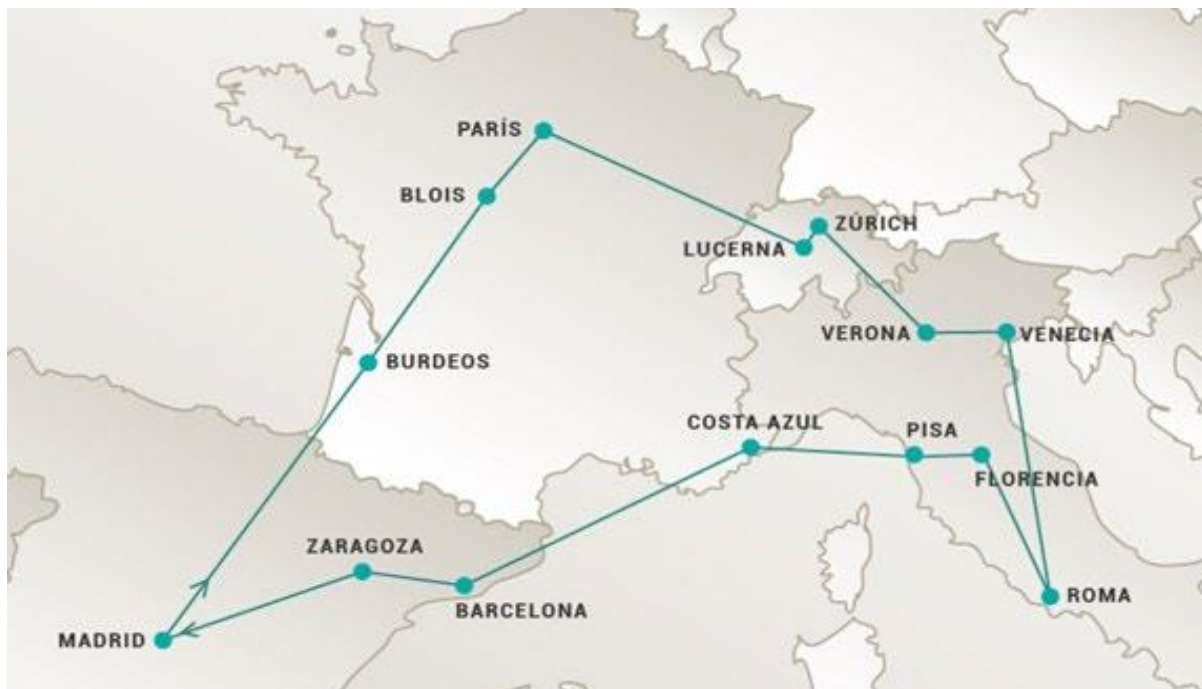 PARÍS
BLOIS
ZÚRICH
LUCERNA
VERONA
VENECIA
BURDEOS
COSTA AZUL
PISA
FLORENCIA
ZARAGOZA
BARCELONA
ROMA
MADRID